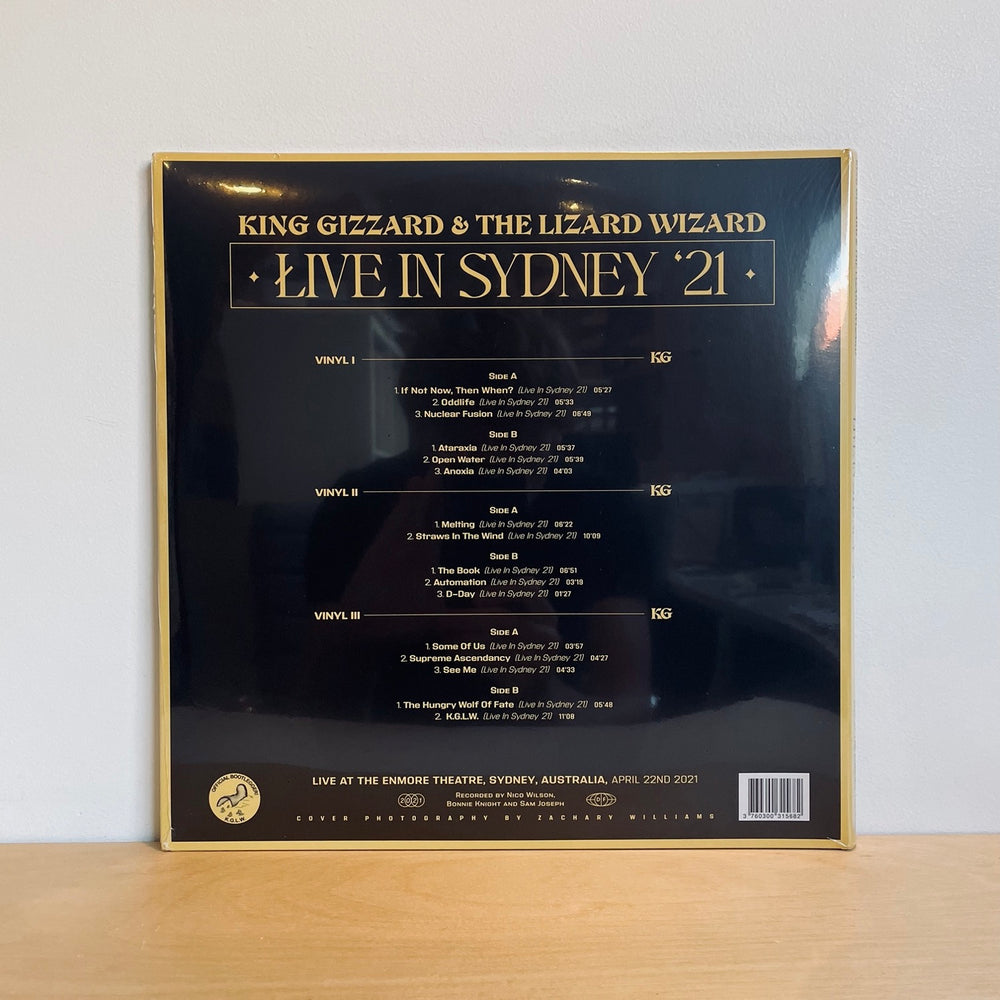 KING GIZZARD & THE LIZARD WIZARD
LIVE IN SYDNEY '21
VINYL I KG
SIDE A
1. If Not Now, Then When? (Live In Sydney 21) 05'27
2. Oddlife (Live In Sydney 21) 05'33
3. Nuclear Fusion (Live In Sydney 21) 06'49
SIDE B
1. Ataraxia (Live In Sydney 21) 05'37
2. Open Water (Live In Sydney 21) 05'39
3. Anoxia (Live In Sydney 21) 04'03
VINYL II KG
SIDE A
1. Melting (Live In Sydney 21) 06'22
2. Straws In The Wind (Live In Sydney 21) 10'09
SIDE B
1. The Book (Live In Sydney 21) 06'51
2. Automation (Live In Sydney 21) 03'19
3. D-Day (Live In Sydney 21) 01'27
VINYL III KG
SIDE A
1. Some Of Us (Live In Sydney 21) 03'57
2. Supreme Ascendancy (Live In Sydney 21) 04'27
3. See Me (Live In Sydney 21) 04'33
SIDE B
1. The Hungry Wolf Of Fate (Live In Sydney 21) 05'48
2. K.G.L.W. (Live In Sydney 21) 11'08
LIVE AT THE ENMORE THEATRE, SYDNEY, AUSTRALIA, APRIL 22ND 2021
RECORDED BY NICO WILSON,
BONNIE KNIGHT AND SAM JOSEPH
2021
COVER PHOTOGRAPHY BY ZACHARY WILLIAMS
OFFICIAL BOOTLEGGER
K.G.L.W.
3 760300 315682